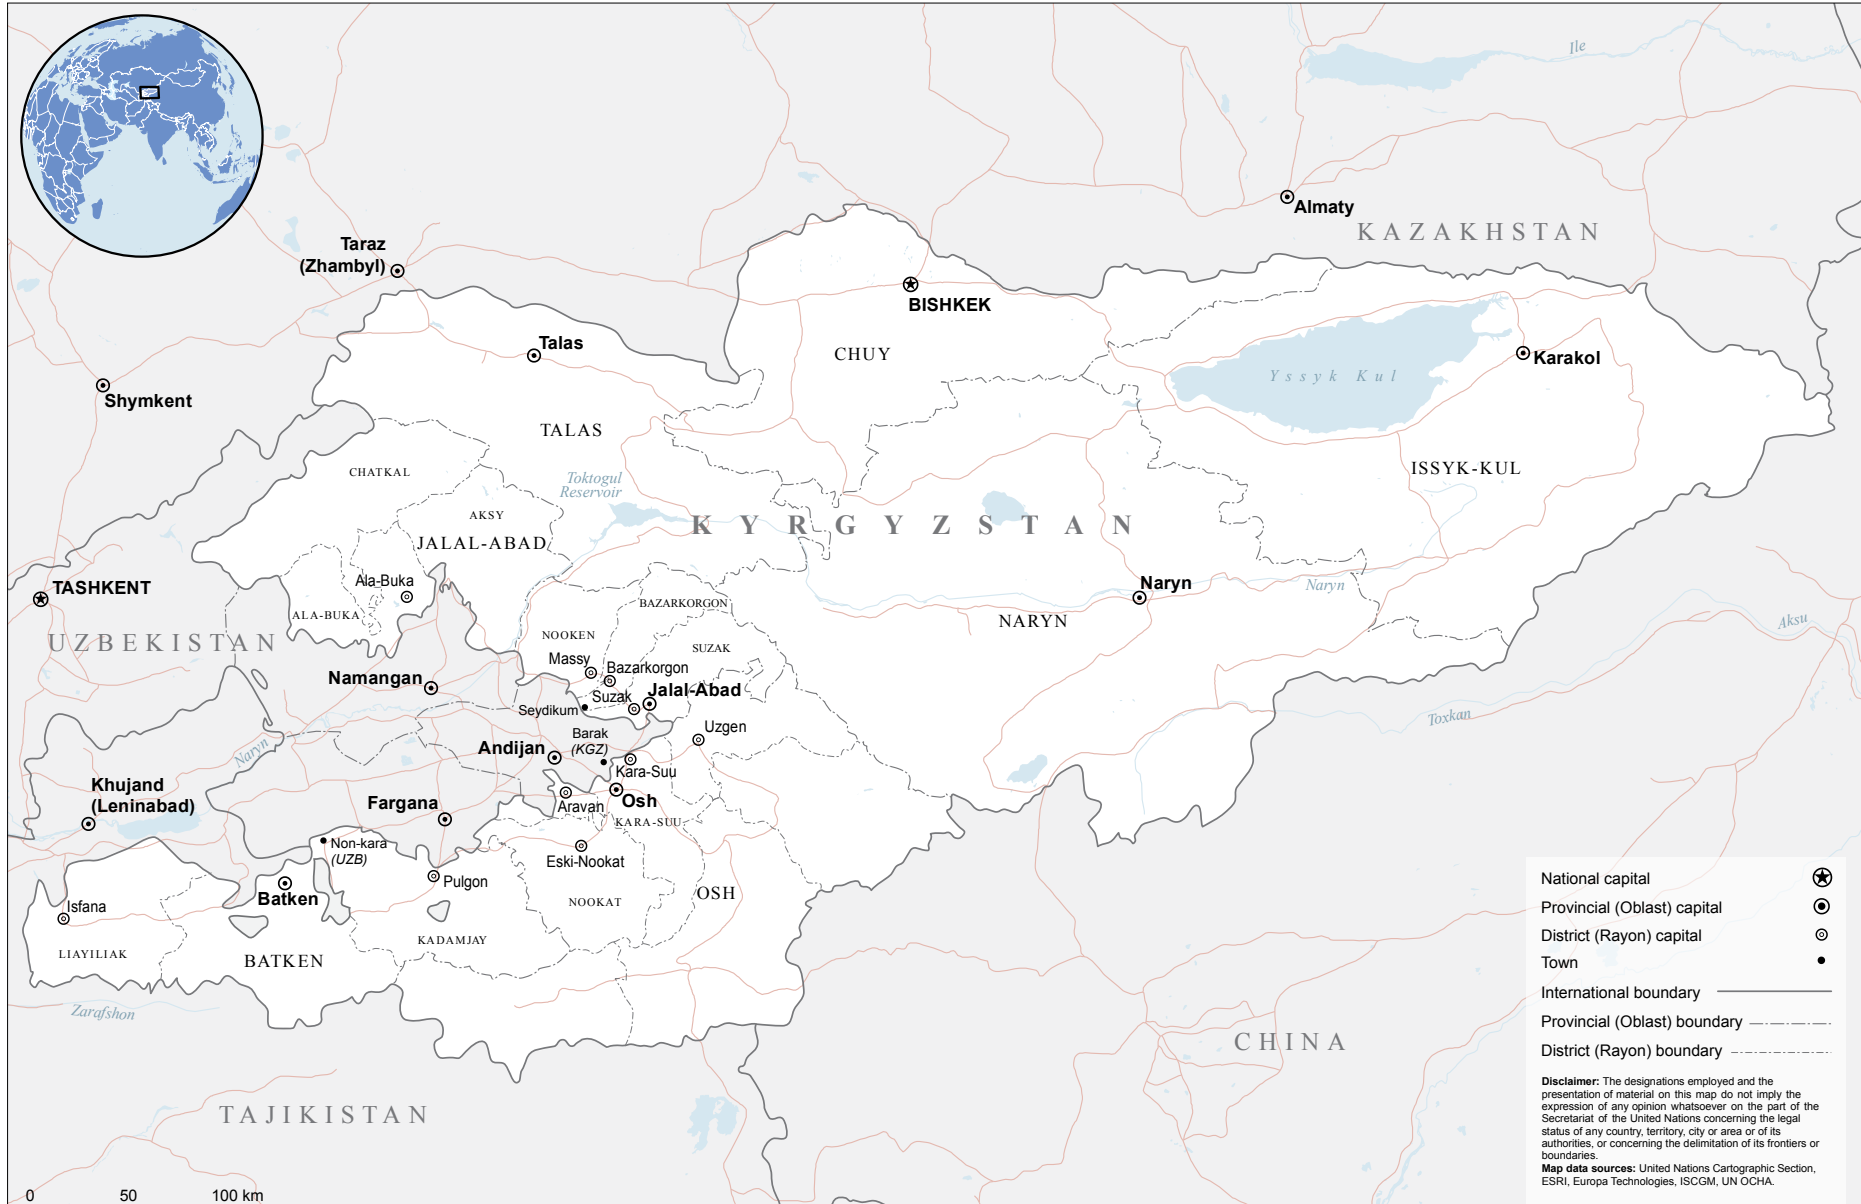 Ile
Almaty
KAZAKHSTAN
Taraz
(Zhambyl)
BISHKEK
Talas
CHUY
Yssyk Kul
Karakol
Shymkent
TALAS
CHATKAL
Toktogul
Reservoir
ISSYK-KUL
AKSY
KYRGYZSTAN
JALAL-ABAD
TASHKENT
Ala-Buka
Naryn
Naryn
BAZARKORGON
ALA-BUKA
NARYN
Aksu
UZBEKISTAN
NOOKEN
SUZAK
Massy
Bazarkorgon
Namangan
Suzak
Jalal-Abad
Seydikum
Toxkan
Uzgen
Barak
(KGZ)
Andijan
Naryn
Kara-Suu
Khujand
(Leninabad)
Fargana
Aravan
Osh
KARA-SUU
Non-kara
(UZB)
Eski-Nookat
Pulgon
Batken
OSH
Isfana
NOOKAT
KADAMJAY
LIAYILIAK
BATKEN
Zarafshon
CHINA
TAJIKISTAN
National capital
Provincial (Oblast) capital
District (Rayon) capital
Town
International boundary
Provincial (Oblast) boundary
District (Rayon) boundary
Disclaimer: The designations employed and the
presentation of material on this map do not imply the
expression of any opinion whatsoever on the part of the
Secretariat of the United Nations concerning the legal
status of any country, territory, city or area or of its
authorities, or concerning the delimitation of its frontiers or
boundaries.
Map data sources: United Nations Cartographic Section,
ESRI, Europa Technologies, ISCGM, UN OCHA.
0 50 100 km